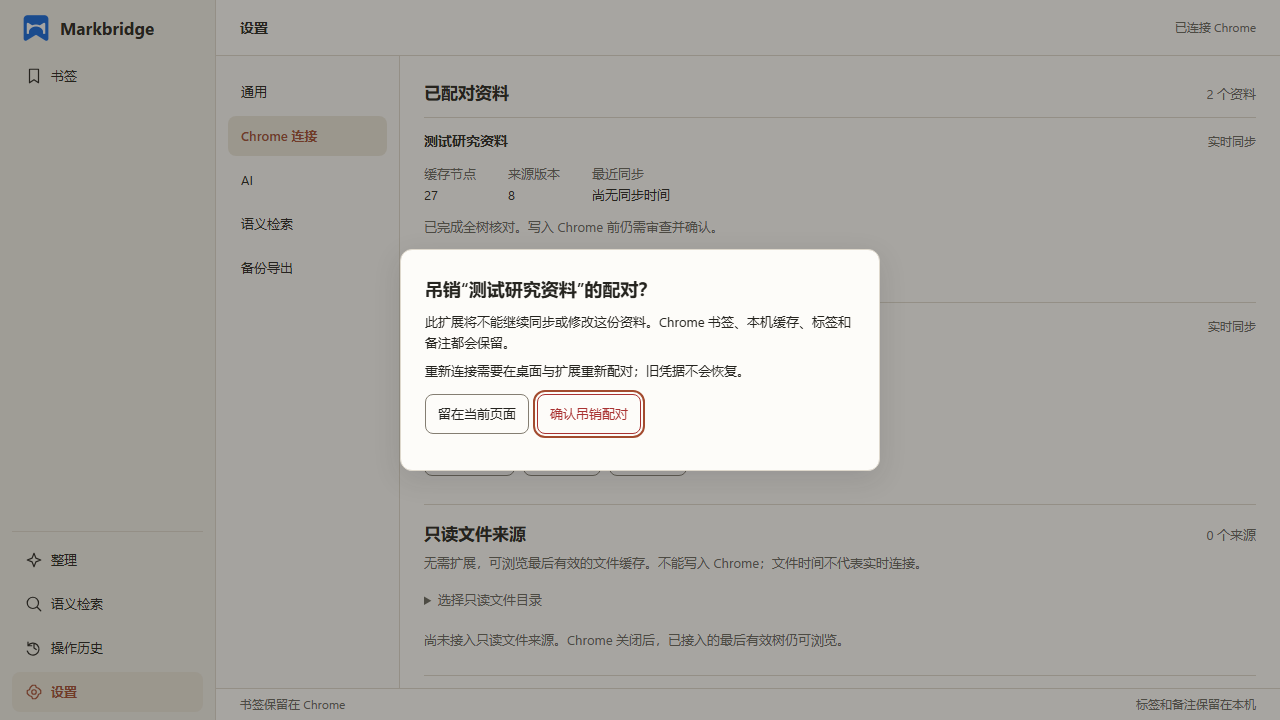 Markbridge
书签
整理
语义检索
操作历史
设置
设置
已连接 Chrome
通用
Chrome 连接
AI
语义检索
备份导出
已配对资料
2 个资料
测试研究资料
实时同步
缓存节点 来源版本 最近同步
27 8 尚无同步时间
已完成全树核对。写入 Chrome 前仍需审查并确认。
吊销“测试研究资料”的配对？
此扩展将不能继续同步或修改这份资料。Chrome 书签、本机缓存、标签和
备注都会保留。
重新连接需要在桌面与扩展重新配对；旧凭据不会恢复。
留在当前页面
确认吊销配对
实时同步
只读文件来源
0 个来源
无需扩展，可浏览最后有效的文件缓存。不能写入 Chrome；文件时间不代表实时连接。
选择只读文件目录
尚未接入只读文件来源。Chrome 关闭后，已接入的最后有效树仍可浏览。
书签保留在 Chrome
标签和备注保留在本机